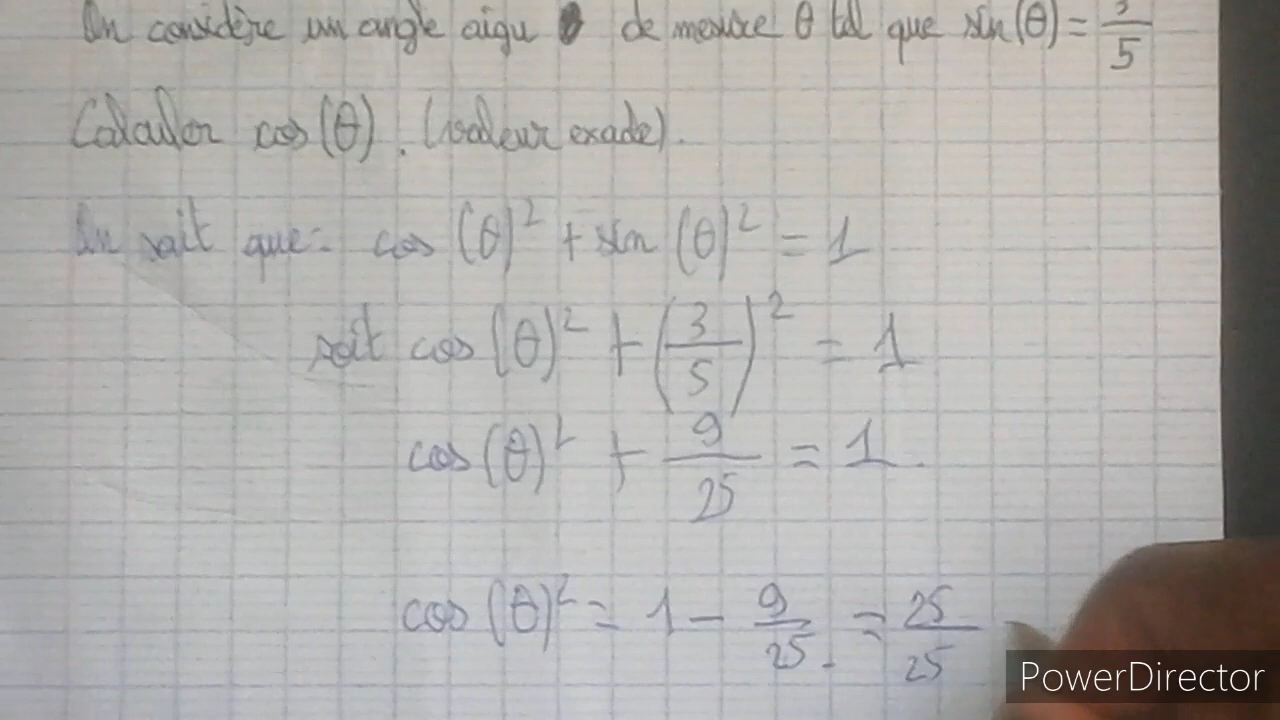 On considère un angle aigu de mesure θ tel que sin(θ) = 3/5
Calculer cos(θ). (valeur exacte).
On sait que: cos (θ)² + sin (θ)² = 1
soit cos (θ)² + (3/5)² = 1
cos (θ)² + 9/25 = 1.
cos (θ)² = 1 - 9/25. = 25/25
PowerDirector